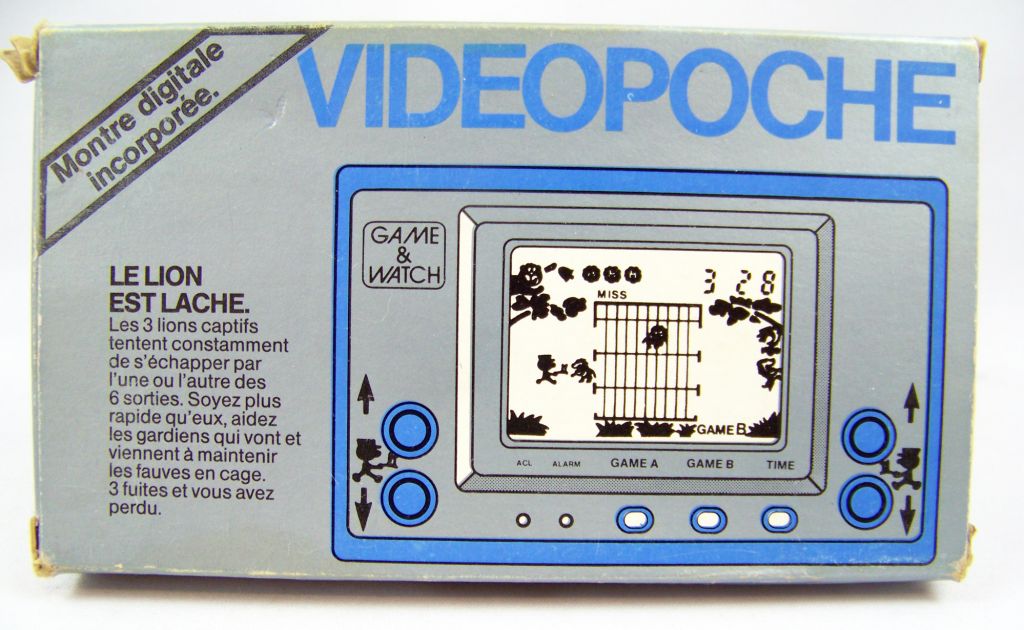 Montre digitale
incorporée.
VIDEOPOCHE
GAME
&
WATCH
LE LION
EST LACHE.
Les 3 lions captifs
tentent constamment
de s'échapper par
l'une ou l'autre des
6 sorties. Soyez plus
rapide qu'eux, aidez
les gardiens qui vont et
viennent à maintenir
les fauves en cage.
3 fuites et vous avez
perdu.
MISS
3 28
GAME B
ACL ALARM GAME A GAME B TIME